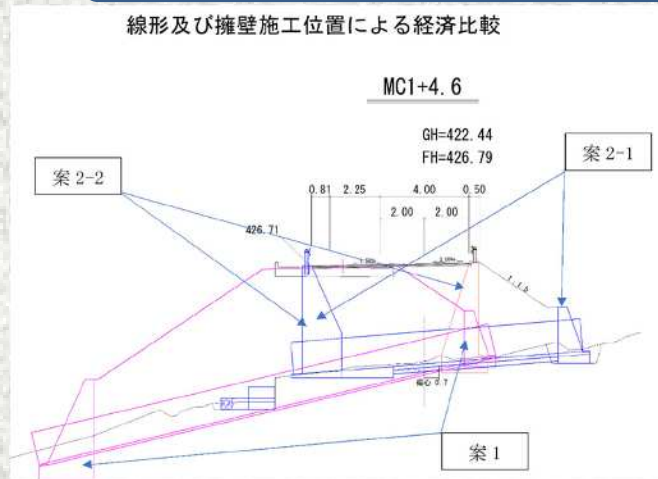 線形及び擁壁施工位置による経済比較
MC1+4.6
GH=422.44
FH=426.79
案 2-2
案 2-1
0.81 2.25 4.00 0.50
2.00 2.00
426.71
案 1